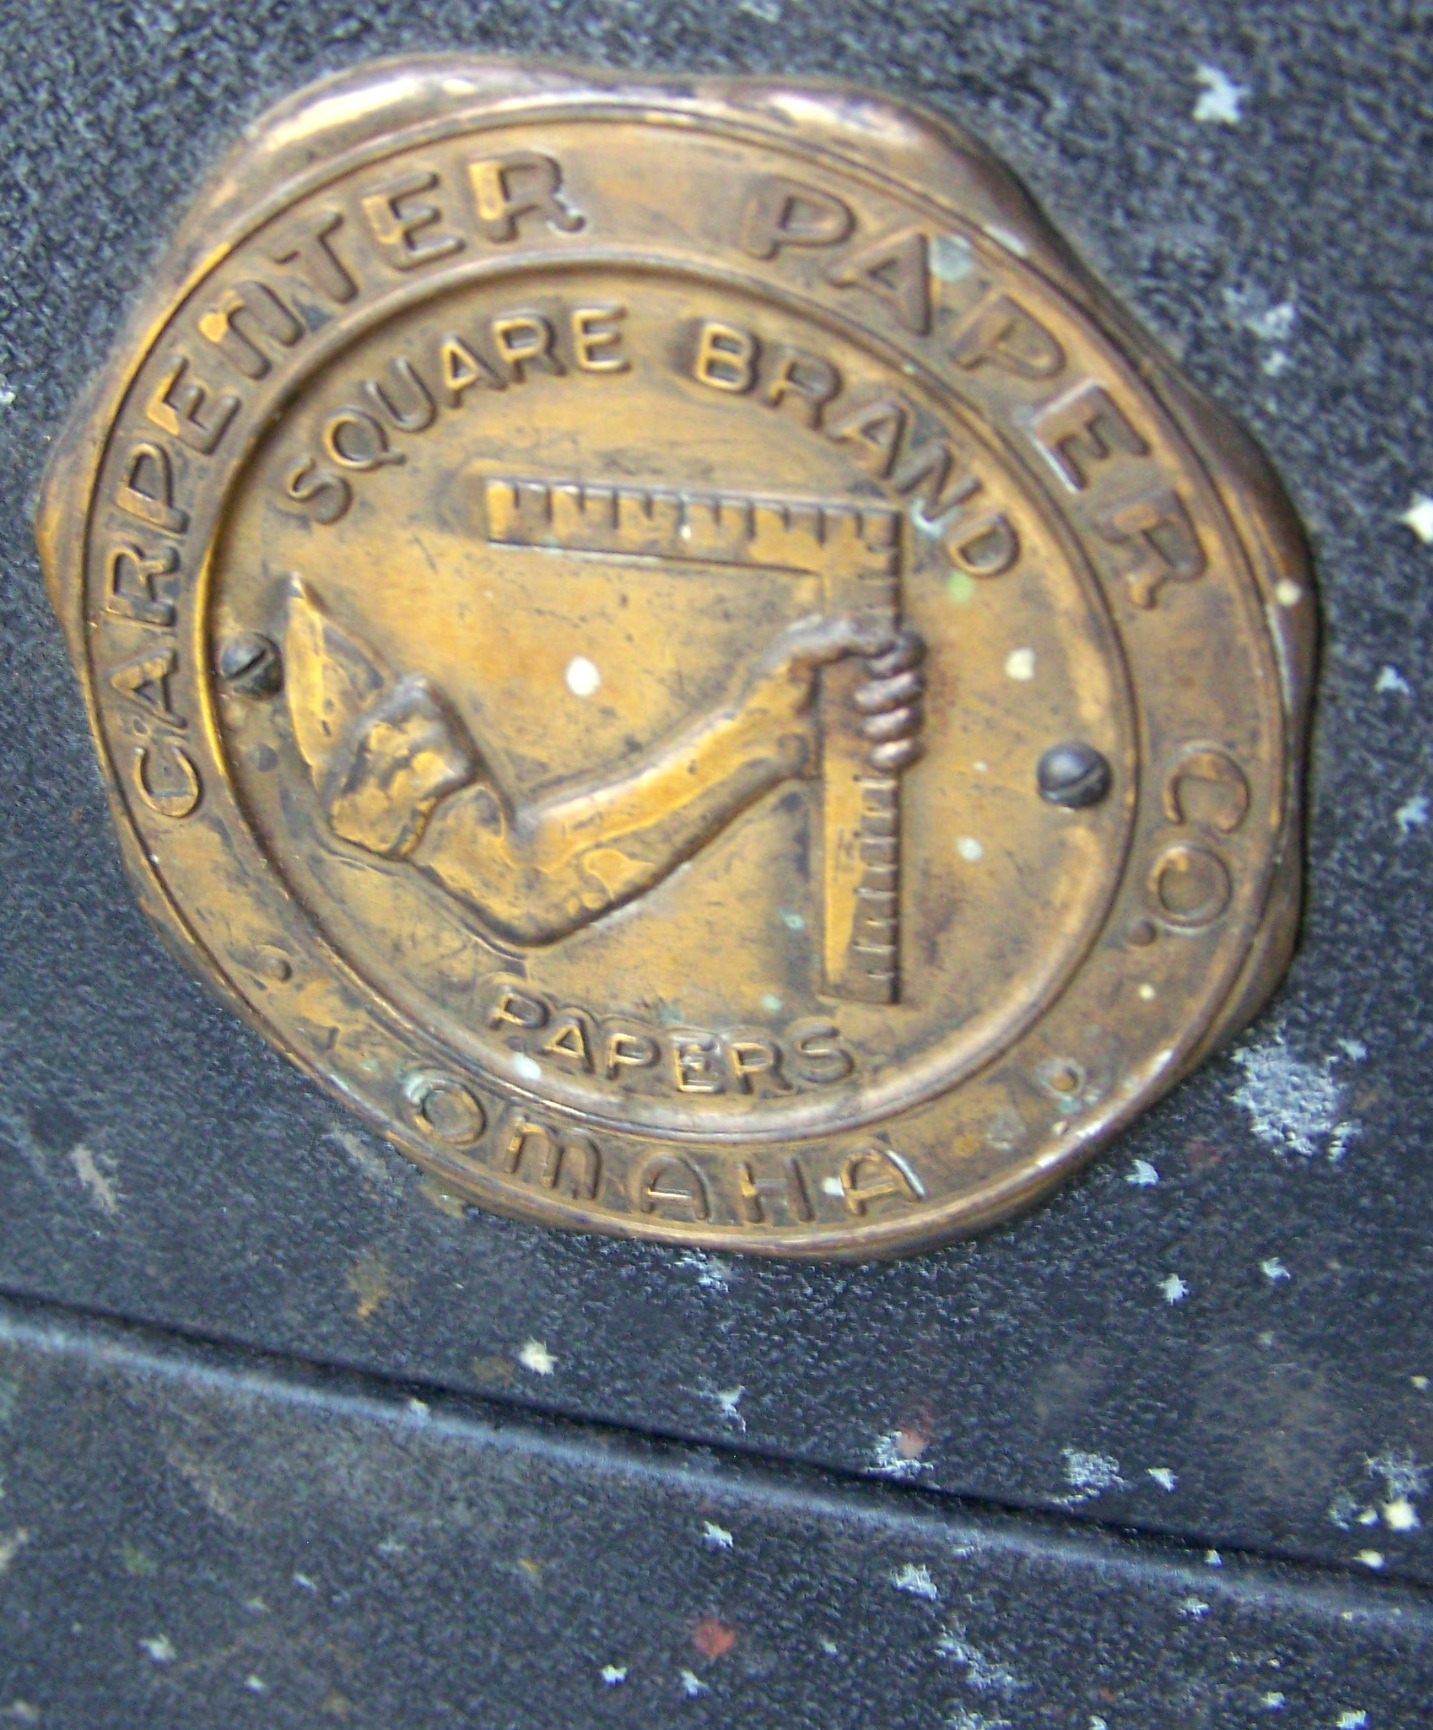 CARPENTER PAPER CO.
OMAHA
SQUARE BRAND
PAPERS